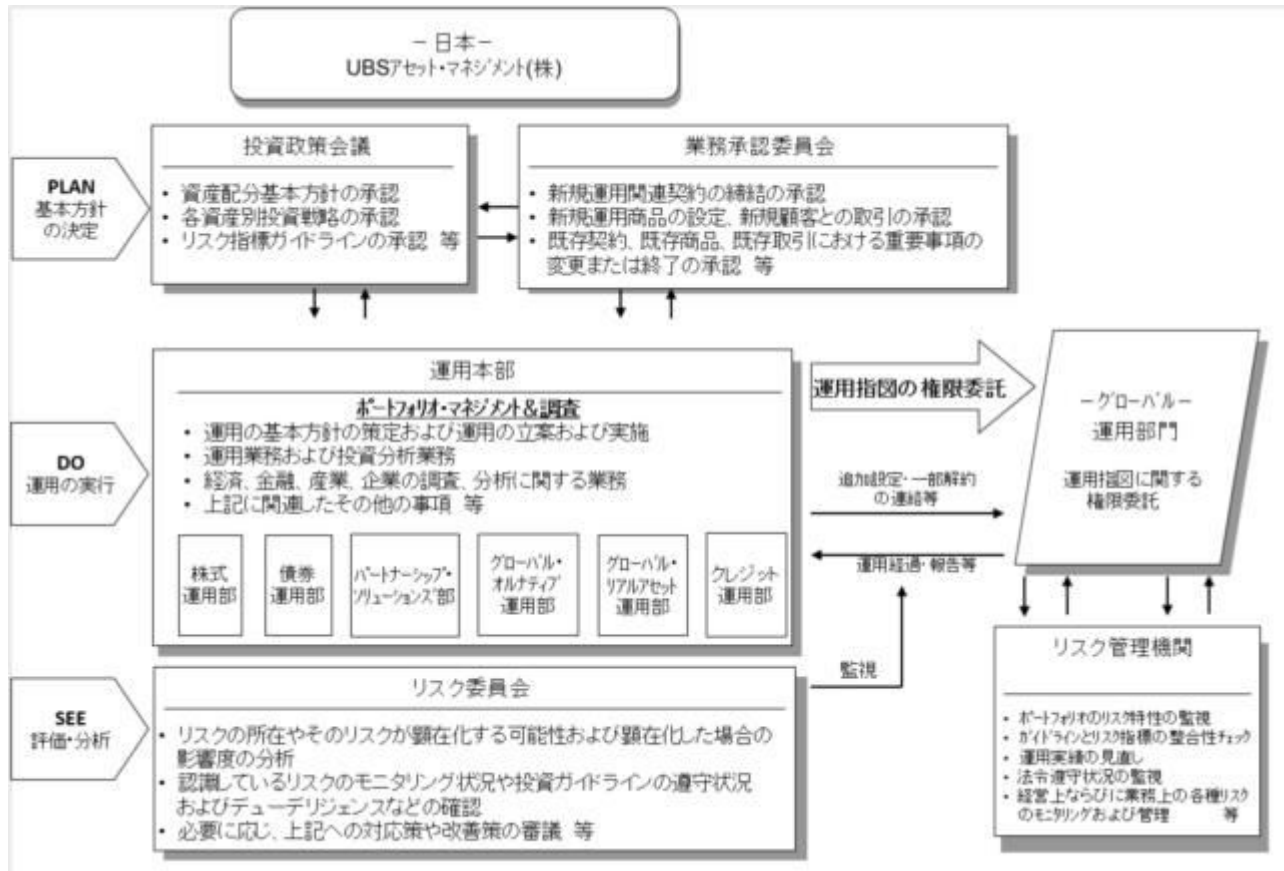 －日本－
UBSアセット・マネジメント(株)
PLAN
基本方針
の決定
投資政策会議
・ 資産配分基本方針の承認
・ 各資産別投資戦略の承認
・ リスク指標ガイドラインの承認 等
業務承認委員会
・ 新規運用関連契約の締結の承認
・ 新規運用商品の設定、新規顧客との取引の承認
・ 既存契約、既存商品、既存取引における重要事項の
変更または終了の承認 等
DO
運用の実行
運用本部
ポートフォリオ・マネジメント&調査
・ 運用の基本方針の策定および運用の立案および実施
・ 運用業務および投資分析業務
・ 経済、金融、産業、企業の調査、分析に関する業務
・ 上記に関連したその他の事項 等
株式
運用部
債券
運用部
パートナーシップ・
ソリューションズ部
グローバル・
オルナティブ
運用部
グローバル・
リアルアセット
運用部
クレジット
運用部
運用指図の権限委託
追加設定・一部解約
の連絡等
運用経過・報告等
監視
－グローバル－
運用部門
運用指図に関する
権限委託
SEE
評価・分析
リスク委員会
・ リスクの所在やそのリスクが顕在化する可能性および顕在化した場合の
影響度の分析
・ 認識しているリスクのモニタリング状況や投資ガイドラインの遵守状況
およびデューデリジェンスなどの確認
・ 必要に応じ、上記への対応策や改善策の審議 等
リスク管理機関
・ ポートフォリオのリスク特性の監視
・ ガイドラインとリスク指標の整合性チェック
・ 運用実績の見直し
・ 法令遵守状況の監視
・ 経営上ならびに業務上の各種リスク
のモニタリングおよび管理 等